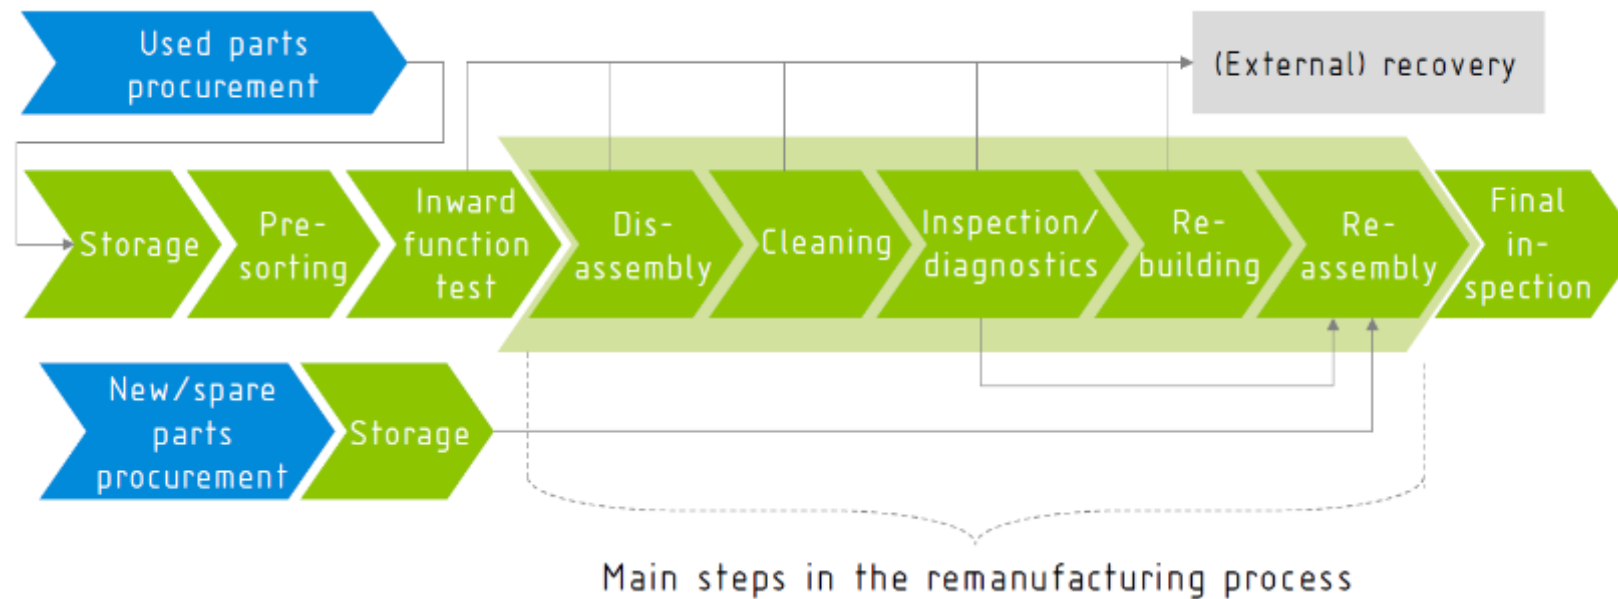 Used parts
procurement
(External) recovery
Storage
Pre-
sorting
Inward
function
test
Dis-
assembly
Cleaning
Inspection/
diagnostics
Re-
building
Re-
assembly
Final
in-
spection
New/spare
parts
procurement
Storage
Main steps in the remanufacturing process